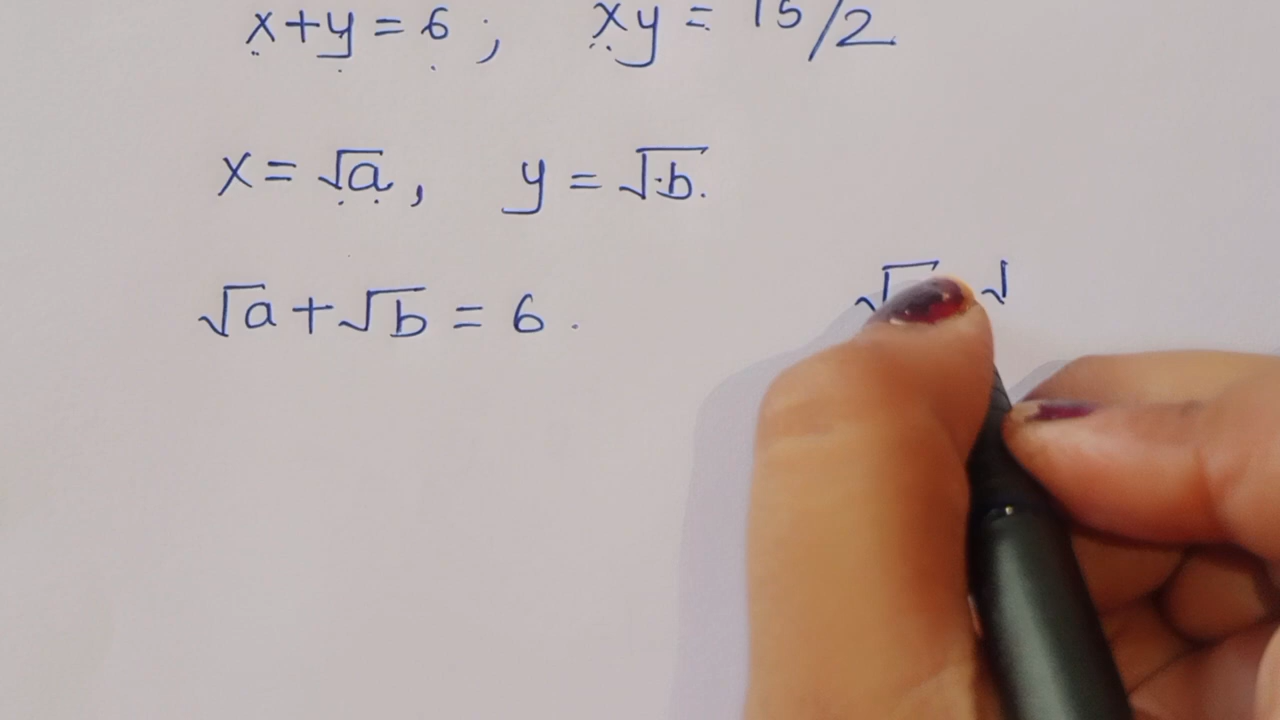 x+y = 6 ; xy = 15/2
x = √a , y = √b.
√a + √b = 6 . √ √